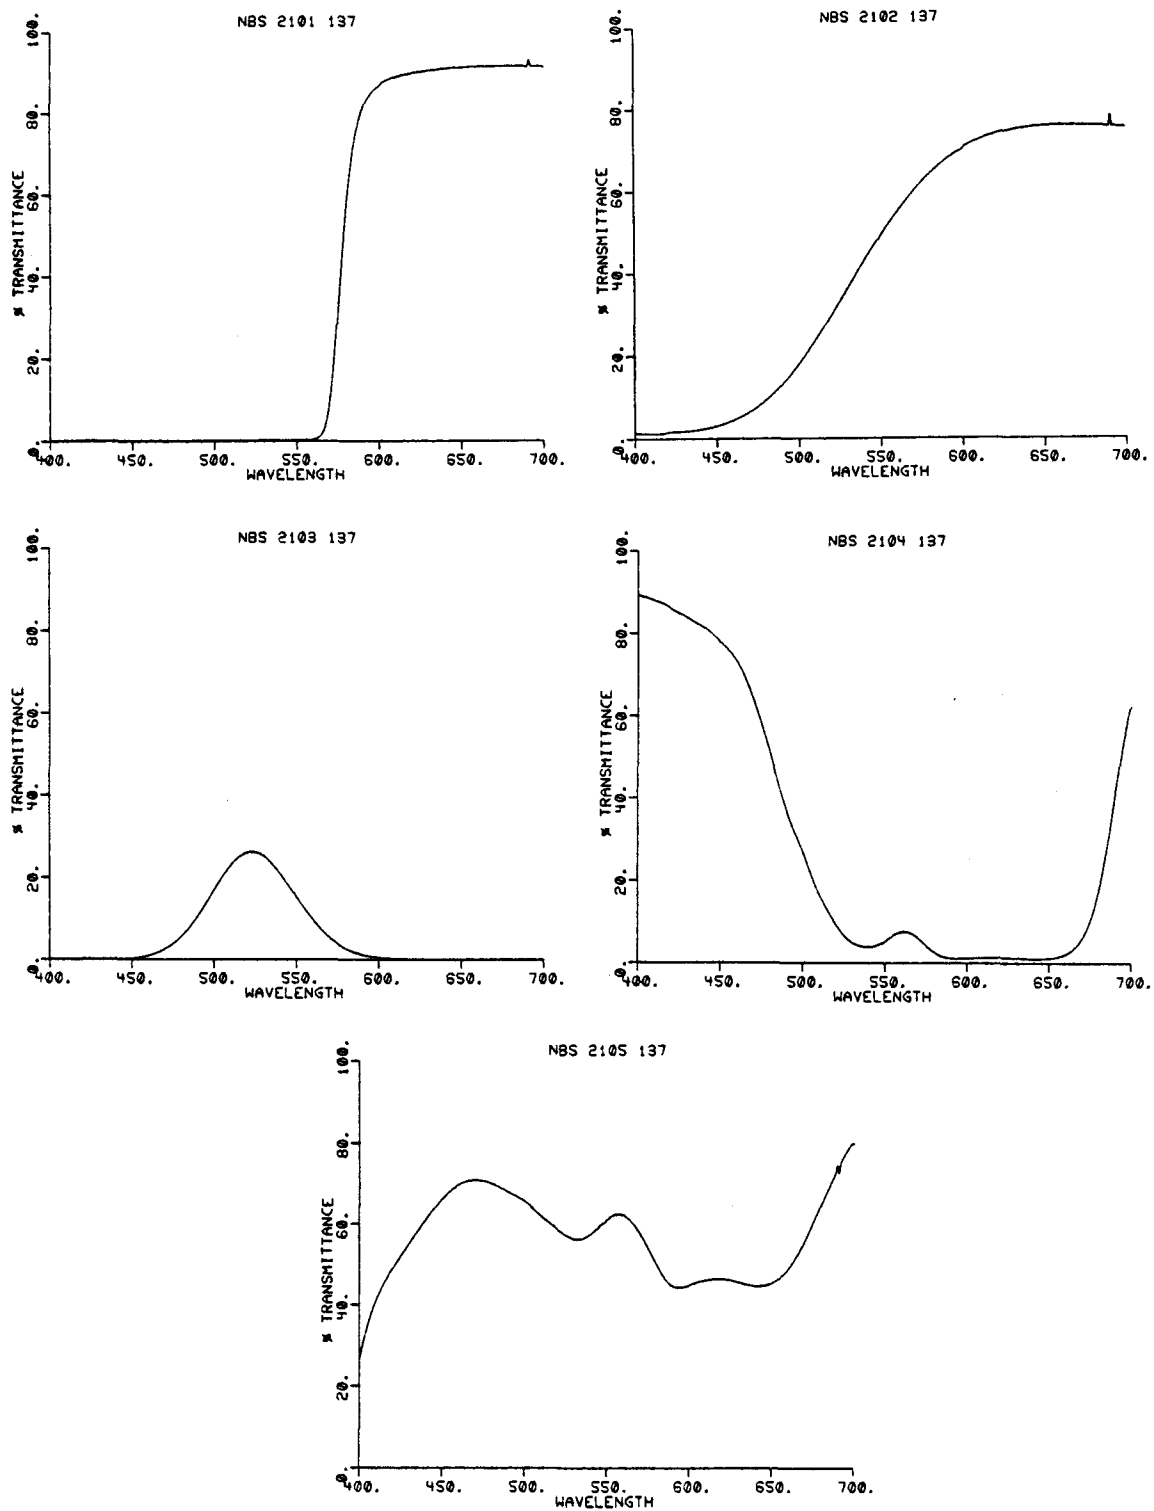 NBS 2101 137
% TRANSMITTANCE
100.
80.
60.
40.
20.
0.
400. 450. 500. 550. 600. 650. 700.
WAVELENGTH
NBS 2102 137
% TRANSMITTANCE
100.
80.
60.
40.
20.
0.
400. 450. 500. 550. 600. 650. 700.
WAVELENGTH
NBS 2103 137
% TRANSMITTANCE
100.
80.
60.
40.
20.
0.
400. 450. 500. 550. 600. 650. 700.
WAVELENGTH
NBS 2104 137
% TRANSMITTANCE
100.
80.
60.
40.
20.
0.
400. 450. 500. 550. 600. 650. 700.
WAVELENGTH
NBS 2105 137
% TRANSMITTANCE
100.
80.
60.
40.
20.
0.
400. 450. 500. 550. 600. 650. 700.
WAVELENGTH